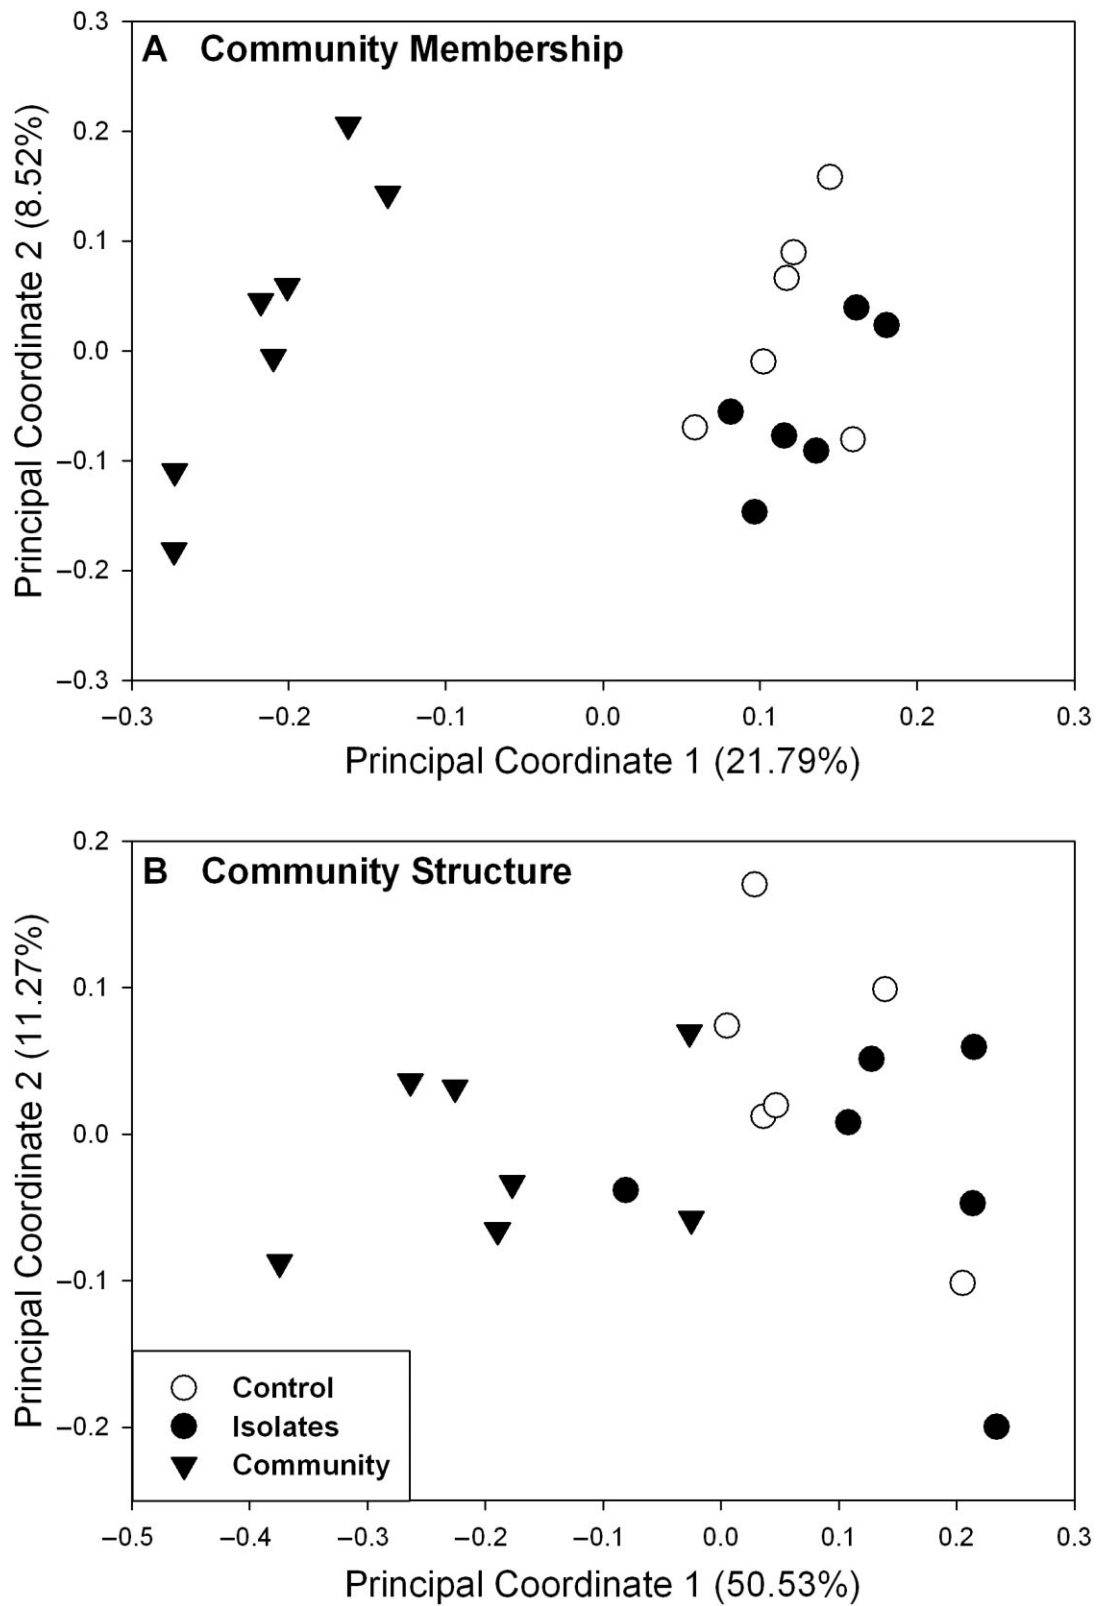 A Community Membership
0.3
0.2
0.1
0.0
–0.1
–0.2
–0.3
Principal Coordinate 2 (8.52%)
–0.3 –0.2 –0.1 0.0 0.1 0.2 0.3
Principal Coordinate 1 (21.79%)
B Community Structure
0.2
0.1
0.0
–0.1
–0.2
Principal Coordinate 2 (11.27%)
Control
Isolates
Community
–0.5 –0.4 –0.3 –0.2 –0.1 0.0 0.1 0.2 0.3
Principal Coordinate 1 (50.53%)